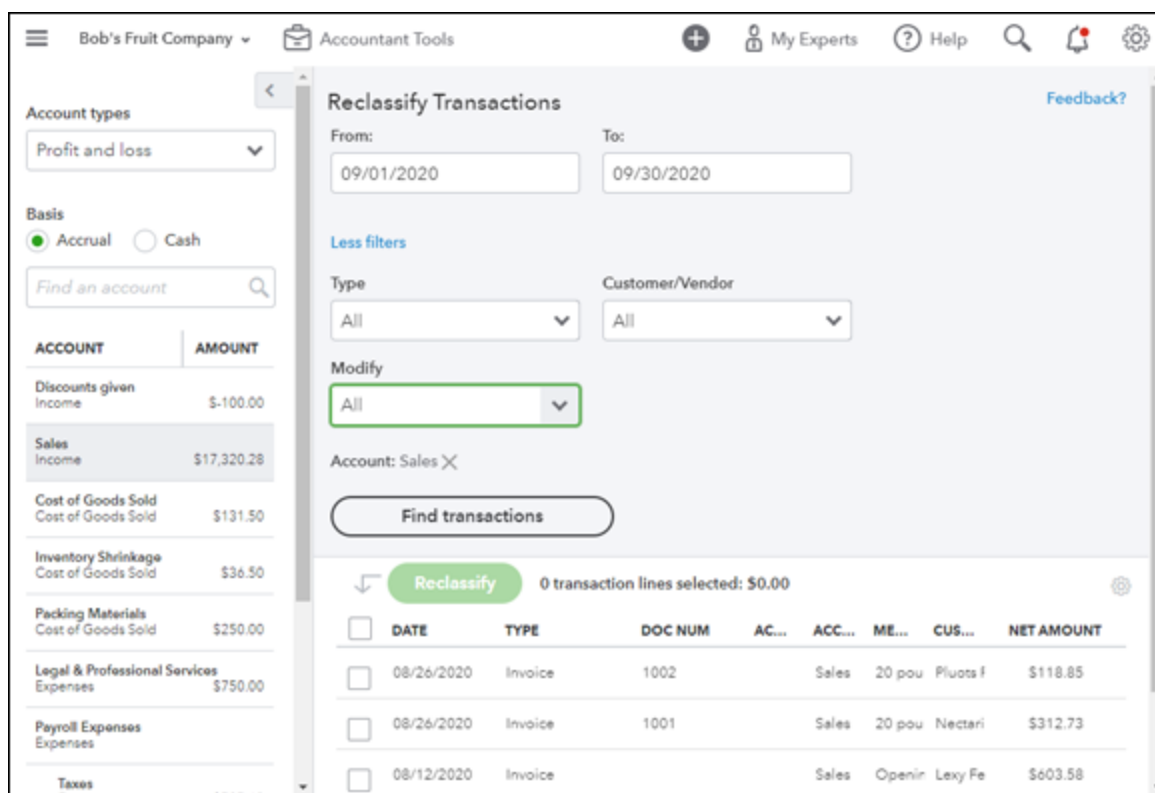 Bob's Fruit Company
Accountant Tools
My Experts
Help
Account types
Profit and loss
Basis
Accrual
Cash
Find an account
ACCOUNT AMOUNT
Discounts given
Income $-100.00
Sales
Income $17,320.28
Cost of Goods Sold
Cost of Goods Sold $131.50
Inventory Shrinkage
Cost of Goods Sold $36.50
Packing Materials
Cost of Goods Sold $250.00
Legal & Professional Services
Expenses $750.00
Payroll Expenses
Expenses
Taxes
Reclassify Transactions
Feedback?
From: To:
09/01/2020 09/30/2020
Less filters
Type Customer/Vendor
All All
Modify
All
Account: Sales
Find transactions
Reclassify 0 transaction lines selected: $0.00
DATE TYPE DOC NUM AC... ACC... ME... CUS... NET AMOUNT
08/26/2020 Invoice 1002 Sales 20 pou Pluots F $118.85
08/26/2020 Invoice 1001 Sales 20 pou Nectari $312.73
08/12/2020 Invoice Sales Openin Lexy Fe $603.58